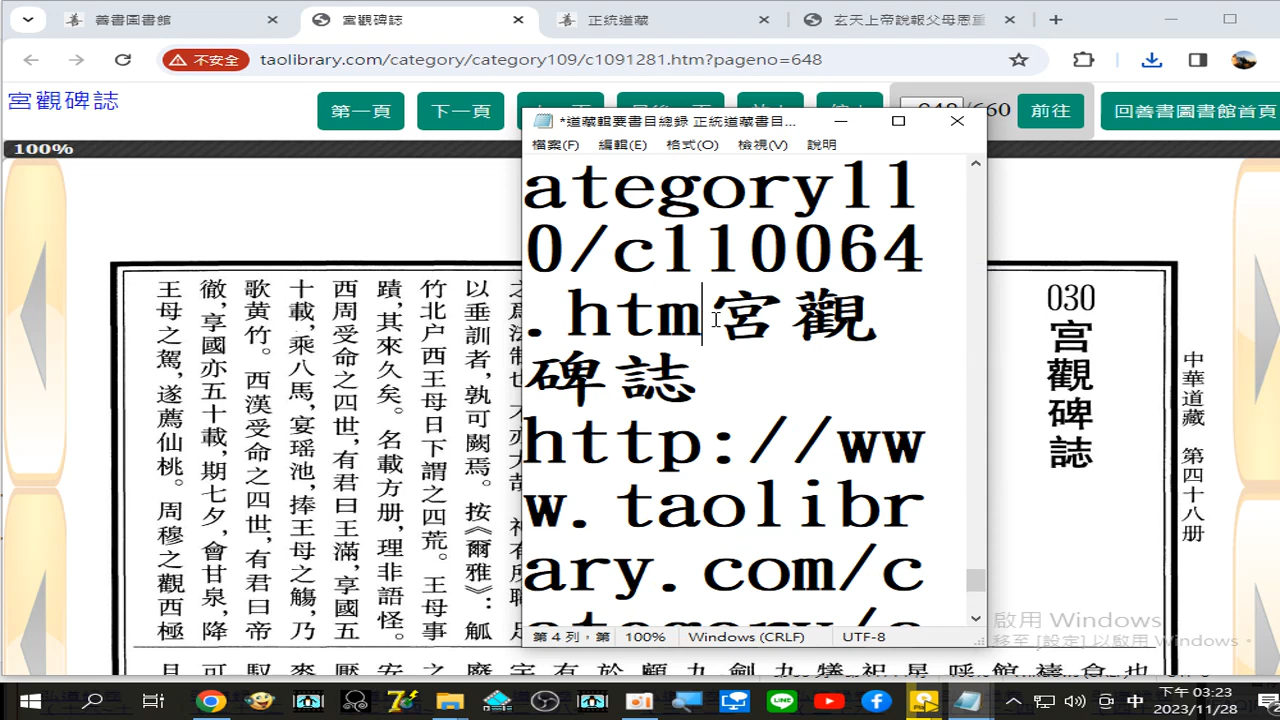 善書圖書館
宮觀碑誌
正統道藏
玄天上帝說報父母恩重
不安全
taolibrary.com/category/category109/c1091281.htm?pageno=648
宮觀碑誌
第一頁
下一頁
/660
前往
回善書圖書館首頁
100%
*道藏輯要書目總錄 正統道藏書目...
檔案(F)
編輯(E)
格式(O)
檢視(V)
說明
ategory11
0/c110064
.htm宮觀
碑誌
http://ww
w.taolibr
ary.com/c
第 4 列，第
100%
Windows (CRLF)
UTF-8
中華道藏 第四十八册
030宮觀碑誌
以垂訓者，孰可闕焉。按《爾雅》：觚
竹北户西王母日下謂之四荒。王母事
蹟，其來久矣。名載方册，理非語怪。
西周受命之四世，有君曰王滿，享國五
十載，乘八馬，宴瑶池，捧王母之觴，乃
歌黄竹。西漢受命之四世，有君曰帝
徹，享國亦五十載，期七夕，會甘泉，降
王母之駕，遂薦仙桃。周穆之觀西極
啟用 Windows
移至 [設定] 以啟用 Windows。
中
下午 03:23
2023/11/28